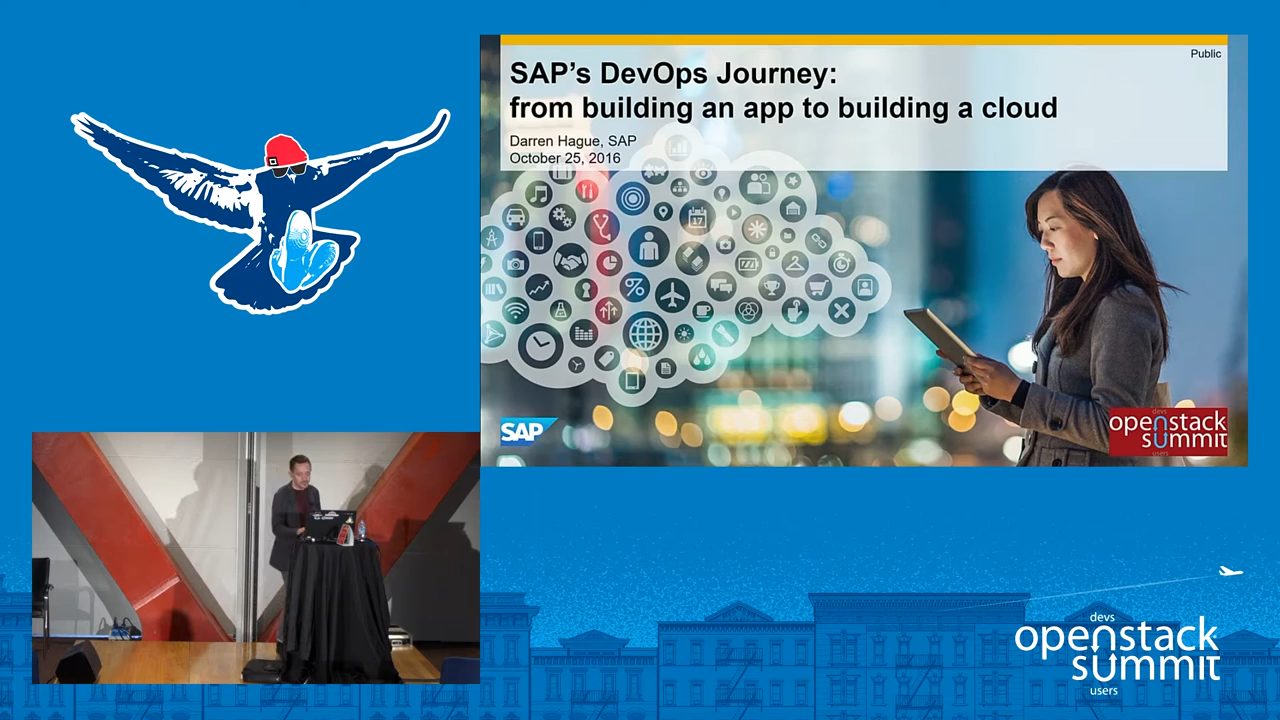 Public
SAP’s DevOps Journey:
from building an app to building a cloud
Darren Hague, SAP
October 25, 2016
17
SAP
devs
openstack
summit
users
devs
openstack
summit
users